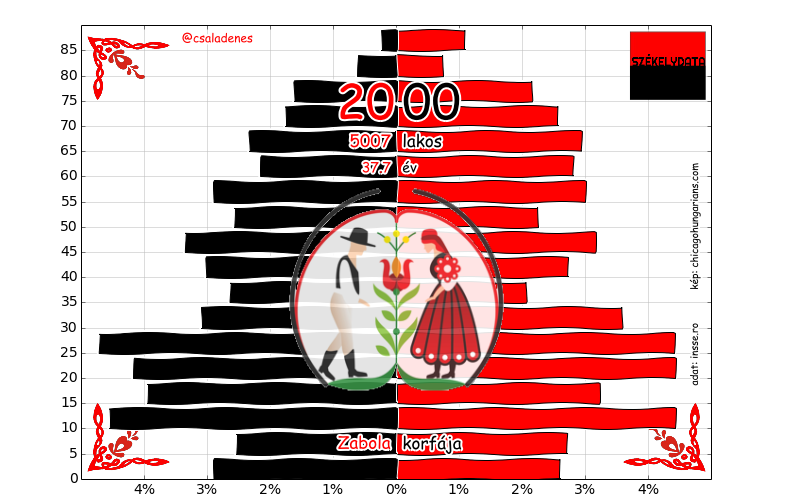 @csaladenes
SZÉKELYDATA
2000
5007 lakos
37.7 év
kép: chicagohungarians.com
adat: insse.ro
Zabola korfája
85
80
75
70
65
60
55
50
45
40
35
30
25
20
15
10
5
0
4% 3% 2% 1% 0% 1% 2% 3% 4%